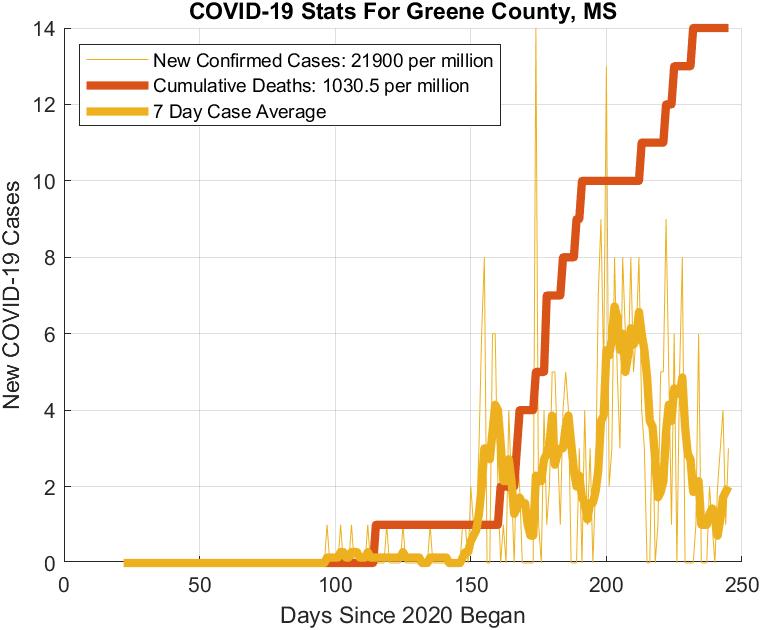 COVID-19 Stats For Greene County, MS
New Confirmed Cases: 21900 per million
Cumulative Deaths: 1030.5 per million
7 Day Case Average
New COVID-19 Cases
14
12
10
8
6
4
2
0
0 50 100 150 200 250
Days Since 2020 Began